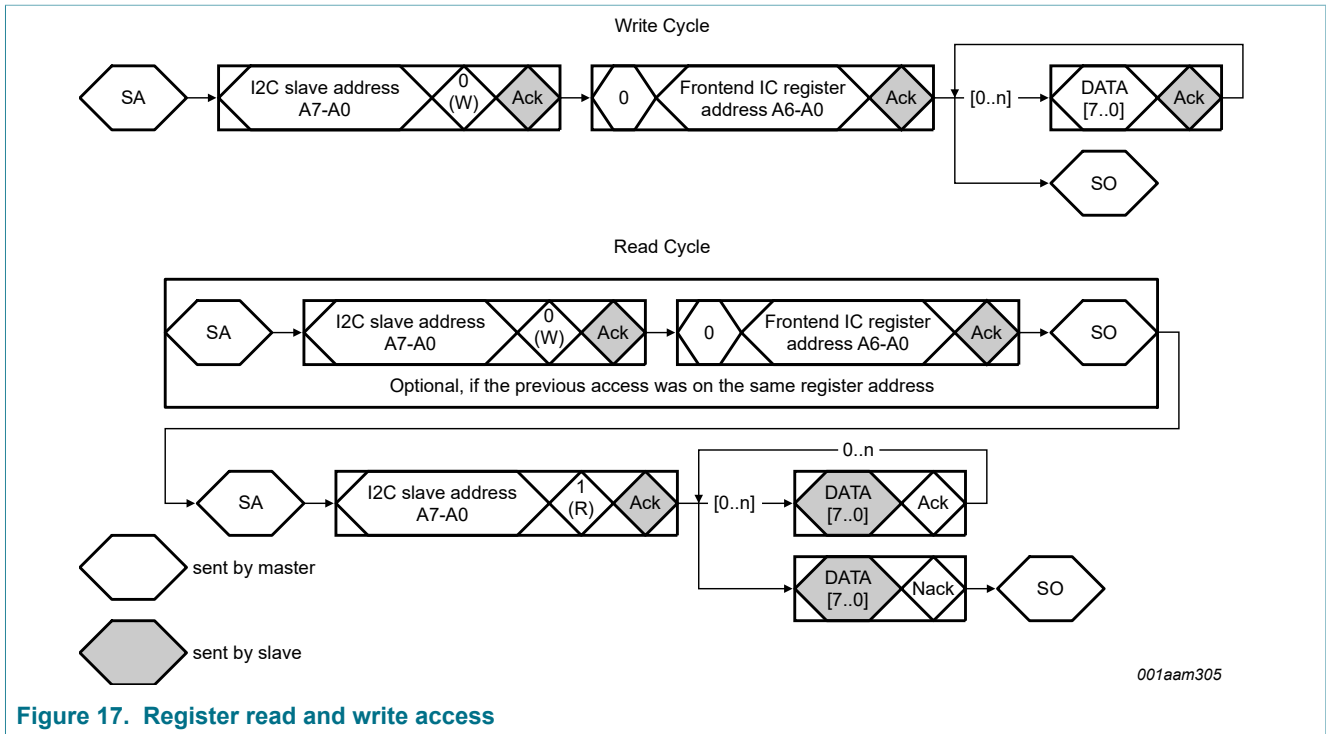 Write Cycle
SA
I2C slave address
A7-A0
0
(W)
Ack
0
Frontend IC register
address A6-A0
Ack
[0..n]
DATA
[7..0]
Ack
SO
Read Cycle
SA
I2C slave address
A7-A0
0
(W)
Ack
0
Frontend IC register
address A6-A0
Ack
SO
Optional, if the previous access was on the same register address
0..n
SA
I2C slave address
A7-A0
1
(R)
Ack
[0..n]
DATA
[7..0]
Ack
sent by master
DATA
[7..0]
Nack
SO
sent by slave
001aam305
Figure 17. Register read and write access